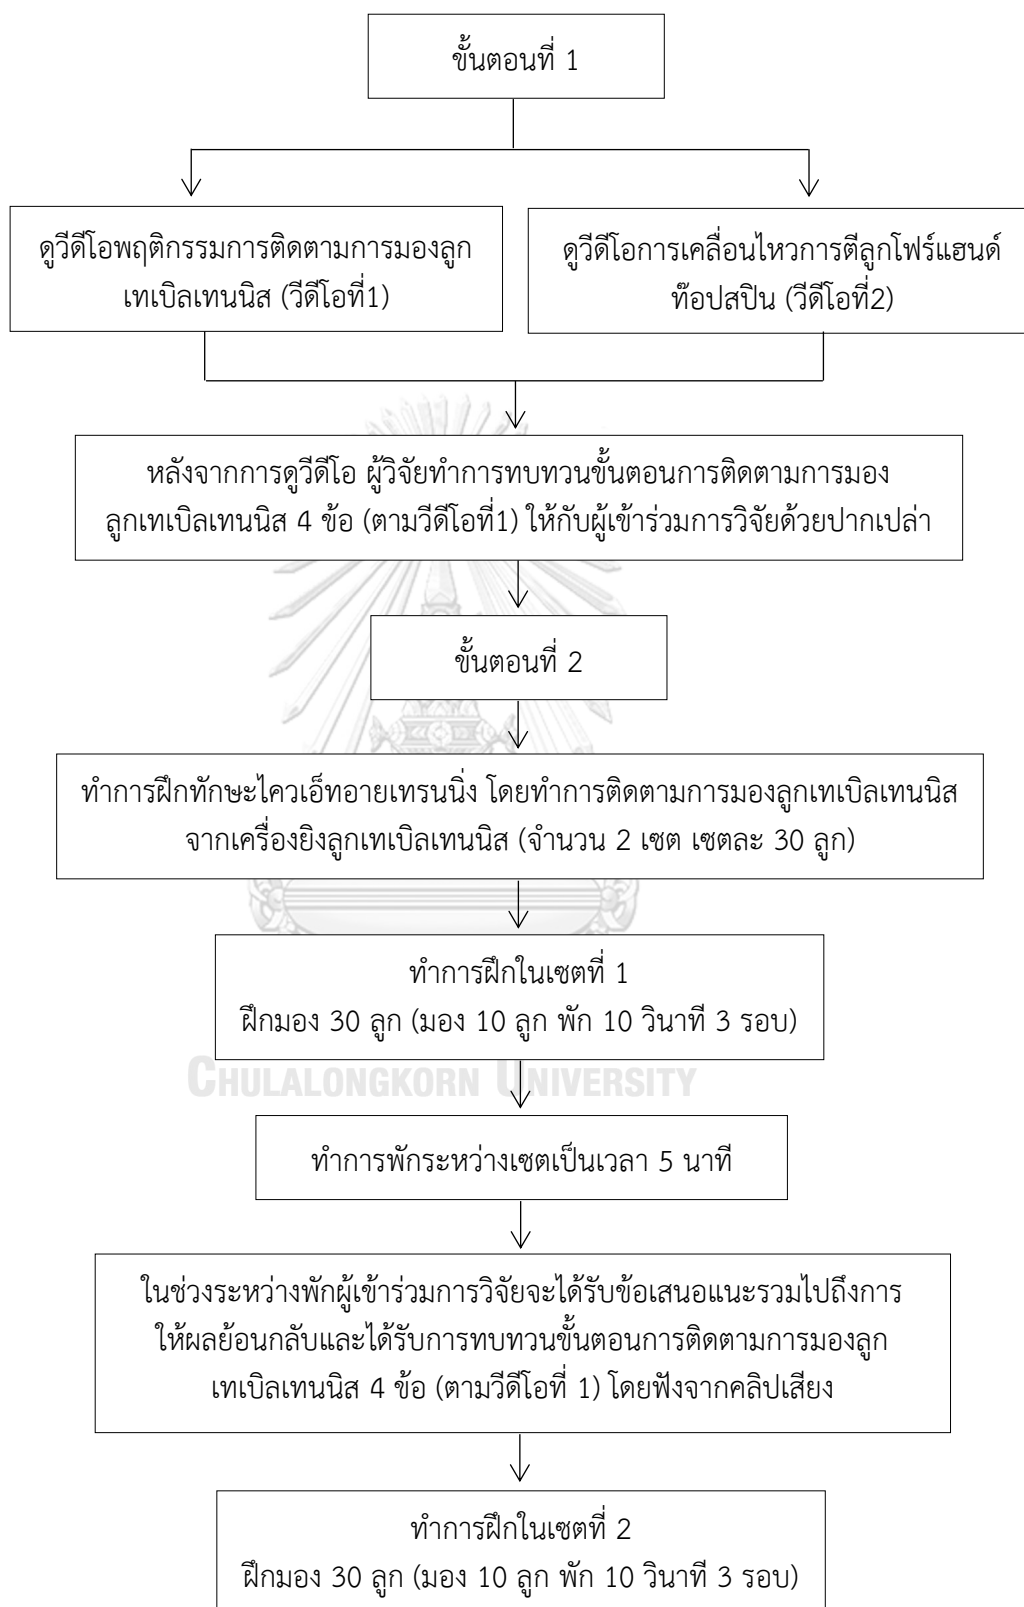 ขั้นตอนที่ 1
ดูวีดีโอพฤติกรรมการติดตามการมองลูก
เทเบิลเทนนิส (วีดีโอที่1)
ดูวีดีโอการเคลื่อนไหวการตีลูกโฟร์แฮนด์
ท๊อปสปิน (วีดีโอที่2)
หลังจากการดูวีดีโอ ผู้วิจัยทำการทบทวนขั้นตอนการติดตามการมอง
ลูกเทเบิลเทนนิส 4 ข้อ (ตามวีดีโอที่1) ให้กับผู้เข้าร่วมการวิจัยด้วยปากเปล่า
ขั้นตอนที่ 2
ทำการฝึกทักษะไควเอ็ทอายเทรนนิ่ง โดยทำการติดตามการมองลูกเทเบิลเทนนิส
จากเครื่องยิงลูกเทเบิลเทนนิส (จำนวน 2 เซต เซตละ 30 ลูก)
ทำการฝึกในเซตที่ 1
ฝึกมอง 30 ลูก (มอง 10 ลูก พัก 10 วินาที 3 รอบ)
CHULALONGKORN UNIVERSITY
ทำการพักระหว่างเซตเป็นเวลา 5 นาที
ในช่วงระหว่างพักผู้เข้าร่วมการวิจัยจะได้รับข้อเสนอแนะรวมไปถึงการ
ให้ผลย้อนกลับและได้รับการทบทวนขั้นตอนการติดตามการมองลูก
เทเบิลเทนนิส 4 ข้อ (ตามวีดีโอที่ 1) โดยฟังจากคลิปเสียง
ทำการฝึกในเซตที่ 2
ฝึกมอง 30 ลูก (มอง 10 ลูก พัก 10 วินาที 3 รอบ)